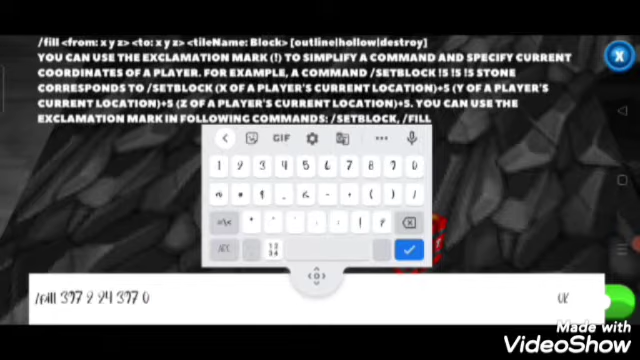 /fill <from: x y z> <to: x y z> <tileName: Block> [outline|hollow|destroy]
YOU CAN USE THE EXCLAMATION MARK (!) TO SIMPLIFY A COMMAND AND SPECIFY CURRENT
COORDINATES OF A PLAYER. FOR EXAMPLE, A COMMAND /SETBLOCK !5 !5 !5 STONE
CORRESPONDS TO /SETBLOCK (X OF A PLAYER'S CURRENT LOCATION)+5 (Y OF A PLAYER'S
CURRENT LOCATION)+5 (Z OF A PLAYER'S CURRENT LOCATION)+5. YOU CAN USE THE
EXCLAMATION MARK IN FOLLOWING COMMANDS: /SETBLOCK, /FILL
X
GIF
1 2 3 4 5 6 7 8 9 0
12
34
/fill 397 2 24 397 0
OK
Made with
VideoShow